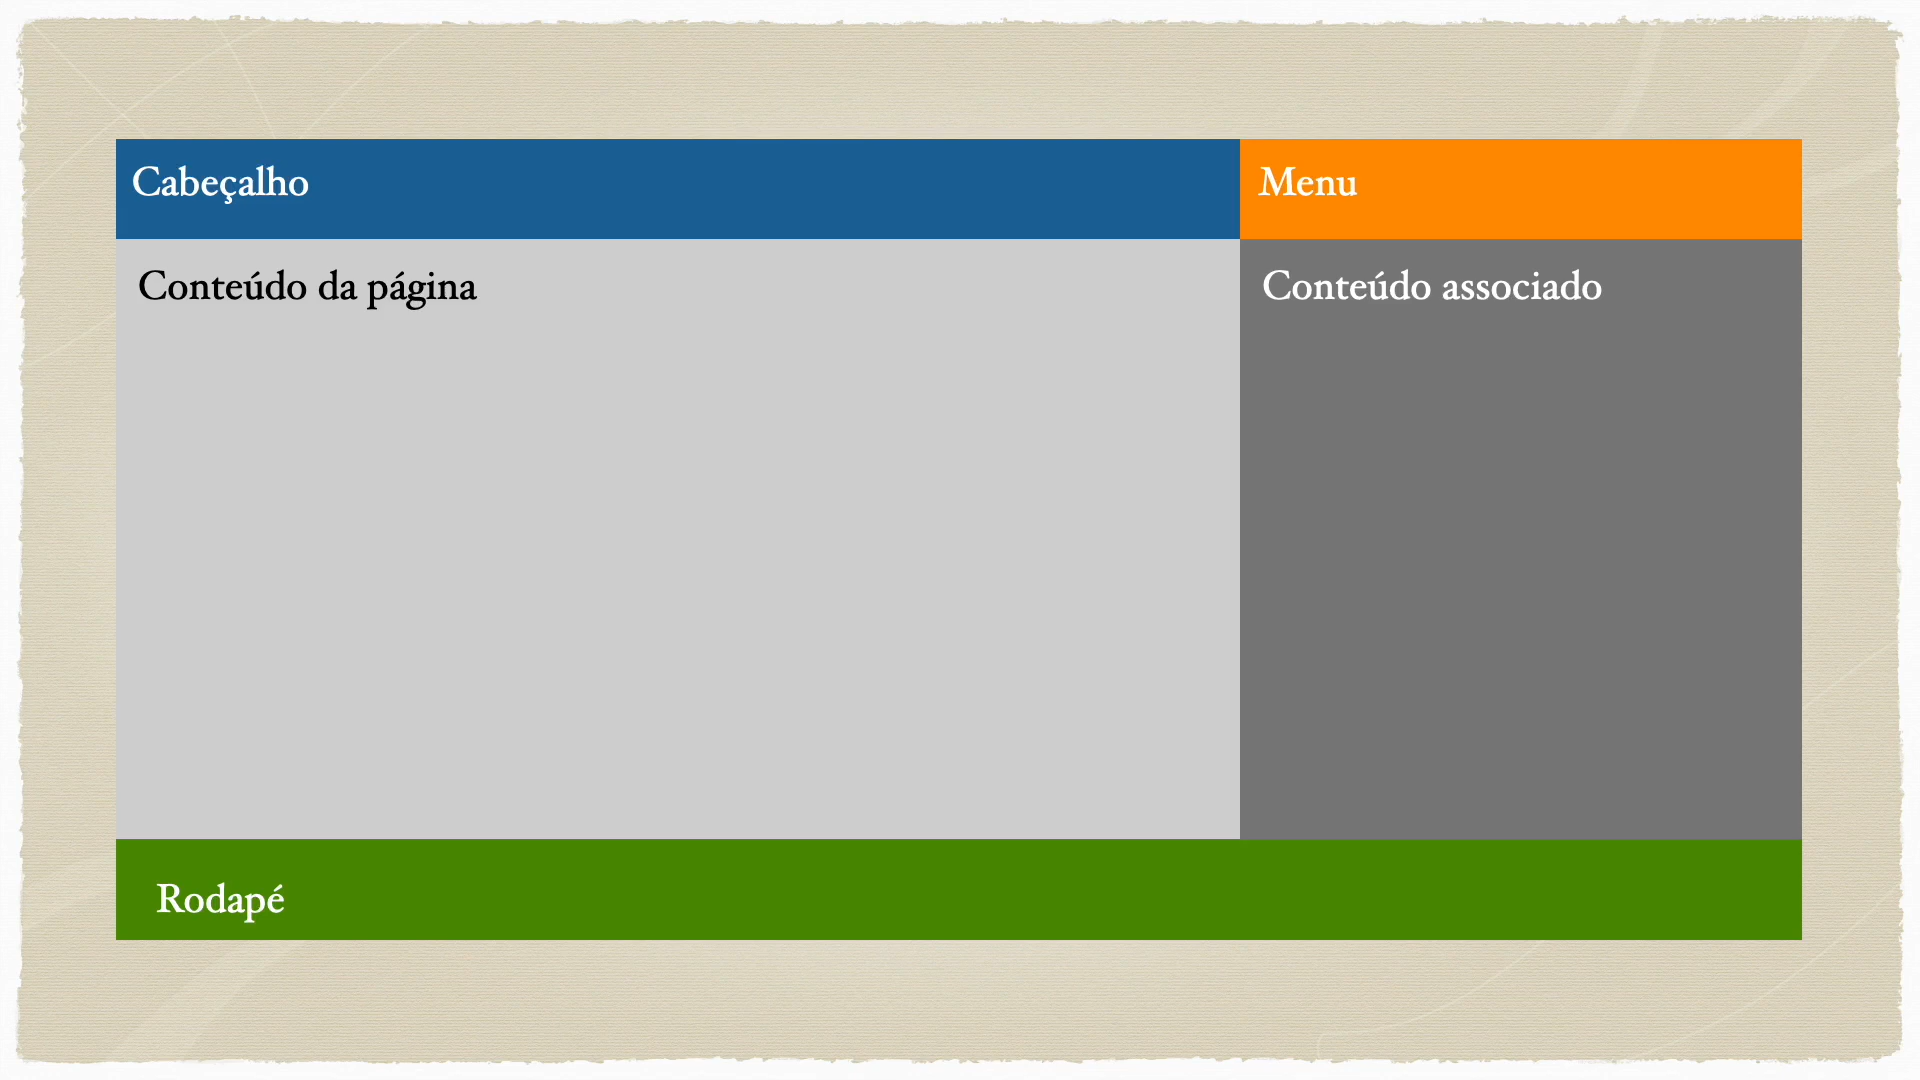 Cabeçalho
Menu
Conteúdo da página
Conteúdo associado
Rodapé